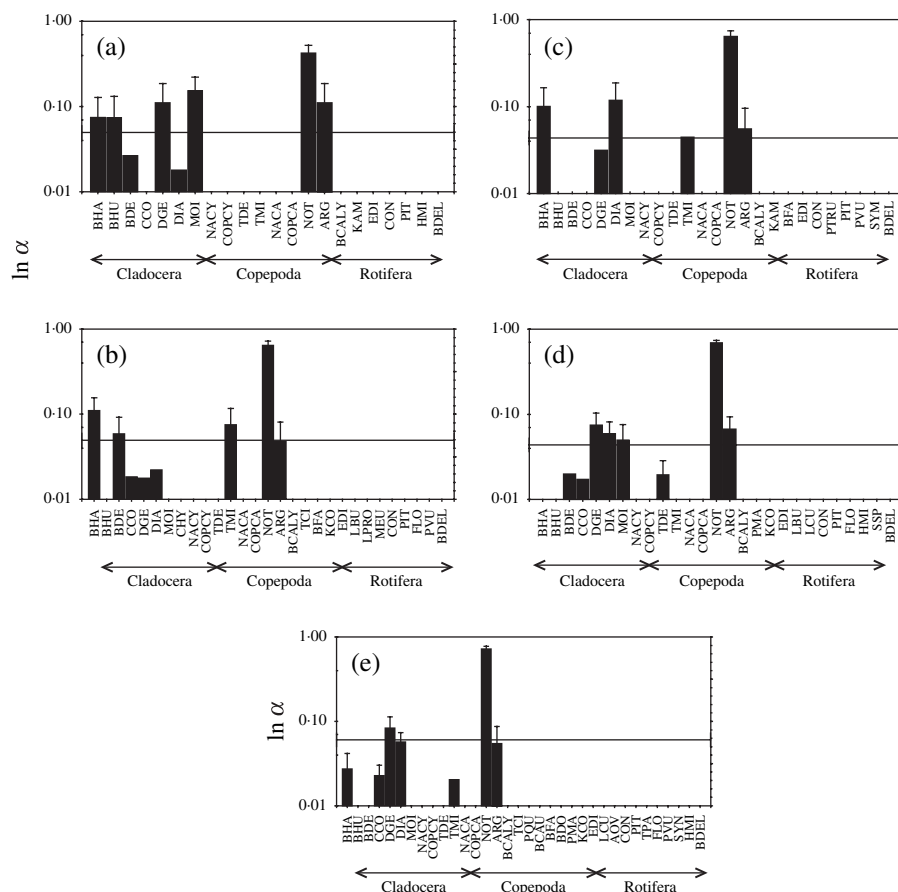 (a)
1·00
0·10
0·01
BHA
BHU
BDE
CCO
DGE
DIA
MOI
NACY
COPCY
TDE
TMI
NACA
COPCA
NOT
ARG
BCALY
KAM
EDI
CON
PIT
HMI
BDEL
Cladocera
Copepoda
Rotifera
(c)
1·00
0·10
0·01
BHA
BHU
BDE
CCO
DGE
DIA
MOI
NACY
COPCY
TDE
TMI
NACA
COPCA
NOT
ARG
BCALY
KAM
BFA
EDI
CON
PTRU
PIT
PVU
SYM
BDEL
Cladocera
Copepoda
Rotifera
ln α
(b)
1·00
0·10
0·01
BHA
BHU
BDE
CCO
DGE
DIA
MOI
CHY
NACY
COPCY
TDE
TMI
NACA
COPCA
NOT
ARG
BCALY
TCI
BFA
KCO
EDI
LBU
LPRO
MEU
CON
PIT
FLO
PVU
BDEL
Cladocera
Copepoda
Rotifera
(d)
1·00
0·10
0·01
BHA
BHU
BDE
CCO
DGE
DIA
MOI
NACY
COPCY
TDE
TMI
NACA
COPCA
NOT
ARG
BCALY
PMA
KCO
EDI
LBU
LCU
CON
PIT
FLO
HMI
SSP
BDEL
Cladocera
Copepoda
Rotifera
(e)
ln α
1·00
0·10
0·01
BHA
BHU
BDE
CCO
DGE
DIA
MOI
NACY
COPCY
TDE
TMI
NACA
COPCA
NOT
ARG
BCALY
TCI
PQU
BCAU
BFA
BDO
PMA
KCO
EDI
LCU
AOV
CON
PIT
TPA
FLO
PVU
SYN
HMI
BDEL
Cladocera
Copepoda
Rotifera